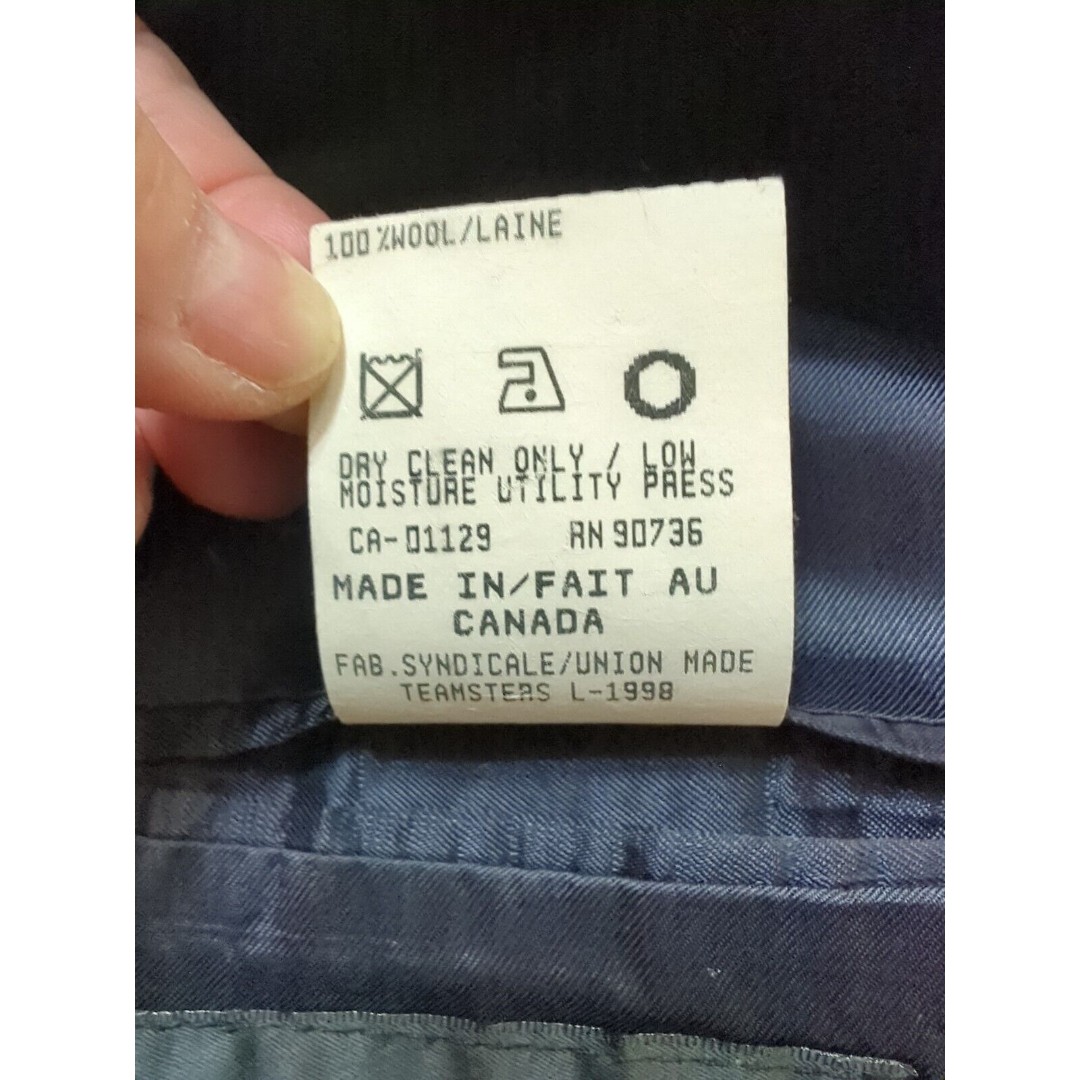 100%WOOL/LAINE
DRY CLEAN ONLY / LOW
MOISTURE UTILITY PRESS
CA-01129 RN 90736
MADE IN/FAIT AU
CANADA
FAB.SYNDICALE/UNION MADE
TEAMSTERS L-1998